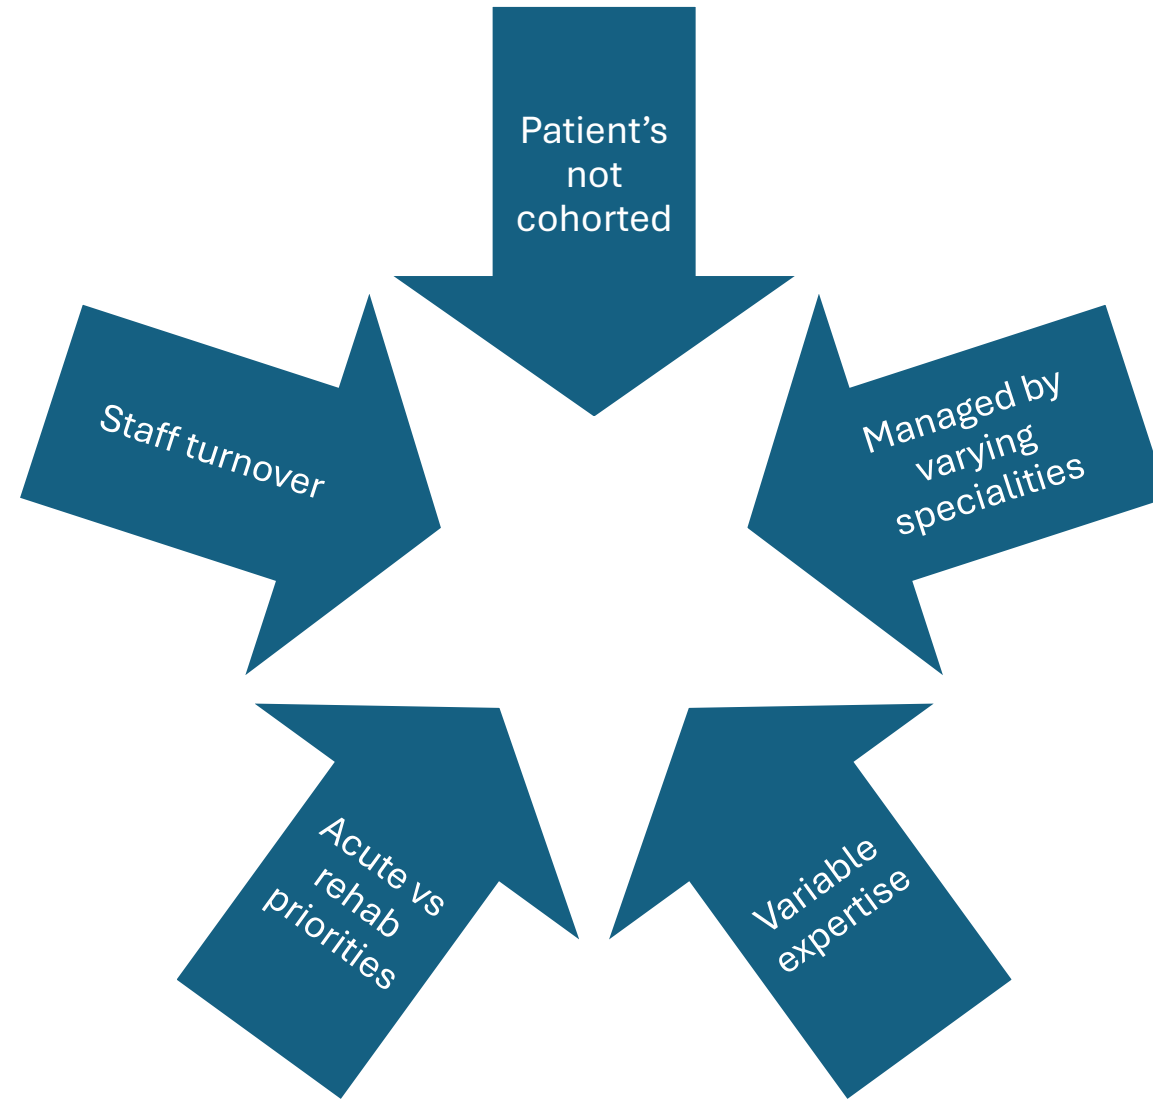 Patient’s
not
cohorted
Managed by
varying
specialities
Variable
expertise
Acute vs
rehab
priorities
Staff turnover